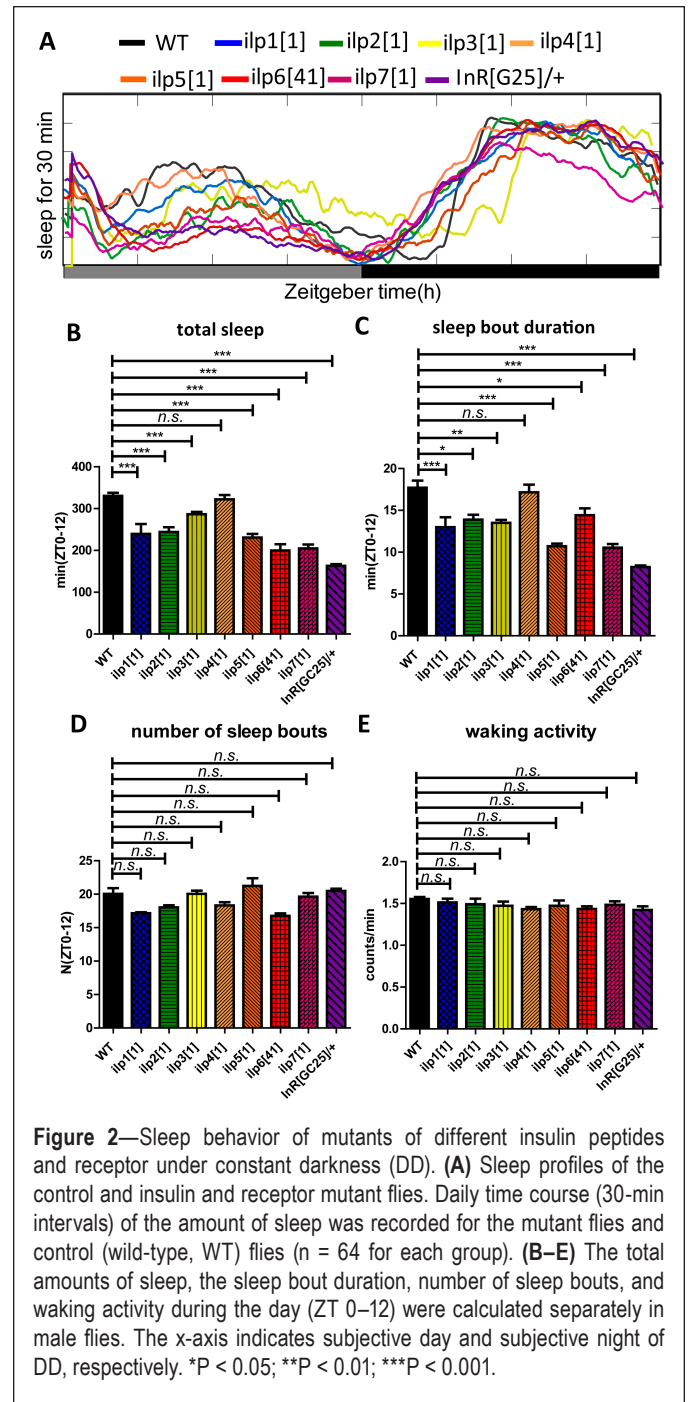 A
WT ilp1[1] ilp2[1] ilp3[1] ilp4[1]
ilp5[1] ilp6[41] ilp7[1] InR[G25]/+
sleep for 30 min
Zeitgeber time(h)
B
total sleep
***
***
***
***
n.s.
***
***
***
min(ZT0-12)
400
300
200
100
0
WT
ilp1[1]
ilp2[1]
ilp3[1]
ilp4[1]
ilp5[1]
ilp6[41]
ilp7[1]
InR[GC25]/+
C
sleep bout duration
***
***
*
***
n.s.
**
*
***
min(ZT0-12)
20
15
10
5
0
WT
ilp1[1]
ilp2[1]
ilp3[1]
ilp4[1]
ilp5[1]
ilp6[41]
ilp7[1]
InR[GC25]/+
D
number of sleep bouts
n.s.
n.s.
n.s.
n.s.
n.s.
n.s.
n.s.
n.s.
N(ZT0-12)
25
20
15
10
5
0
WT
ilp1[1]
ilp2[1]
ilp3[1]
ilp4[1]
ilp5[1]
ilp6[41]
ilp7[1]
InR[GC25]/+
E
waking activity
n.s.
n.s.
n.s.
n.s.
n.s.
n.s.
n.s.
n.s.
counts/min
2.0
1.5
1.0
0.5
0.0
WT
ilp1[1]
ilp2[1]
ilp3[1]
ilp4[1]
ilp5[1]
ilp6[41]
ilp7[1]
InR[G25]/+
Figure 2—Sleep behavior of mutants of different insulin peptides
and receptor under constant darkness (DD). (A) Sleep profiles of the
control and insulin and receptor mutant flies. Daily time course (30-min
intervals) of the amount of sleep was recorded for the mutant flies and
control (wild-type, WT) flies (n = 64 for each group). (B–E) The total
amounts of sleep, the sleep bout duration, number of sleep bouts, and
waking activity during the day (ZT 0–12) were calculated separately in
male flies. The x-axis indicates subjective day and subjective night of
DD, respectively. *P < 0.05; **P < 0.01; ***P < 0.001.